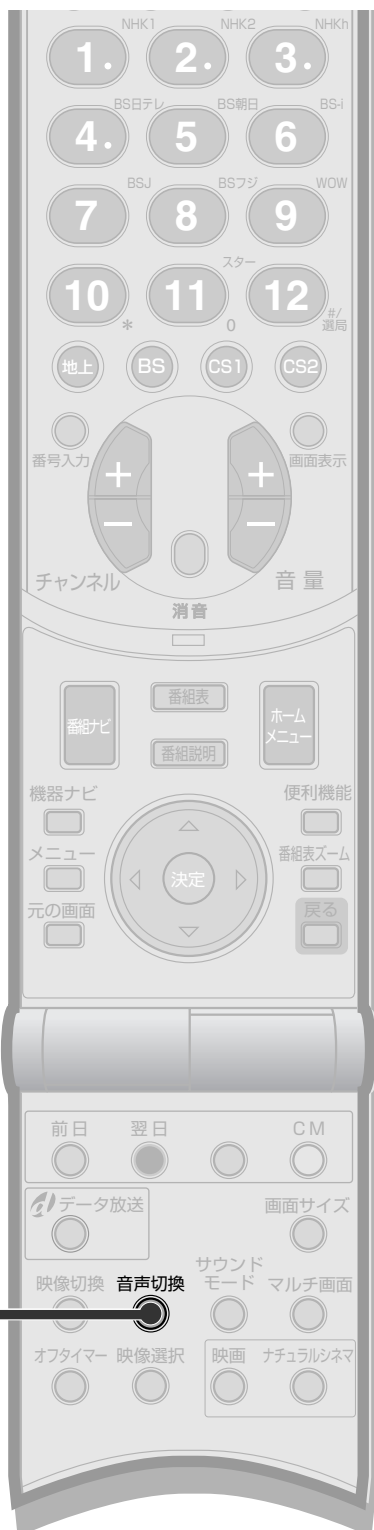 NHK1 NHK2 NHKh
1. 2. 3.
BS日テレ BS朝日 BS-i
4. 5 6
BSJ BSフジ WOW
7 8 9
スター
10 11 12
* 0 #/
選局
地上 BS CS1 CS2
番号入力 画面表示
+ +
− −
チャンネル 音量
消音
番組ナビ 番組表 ホーム
メニュー
番組説明
機器ナビ 便利機能
メニュー 番組表ズーム
決定
元の画面 戻る
前日 翌日 CM
d データ放送 画面サイズ
映像切換 音声切換 サウンド
モード マルチ画面
オフタイマー 映像選択 映画 ナチュラルシネマ